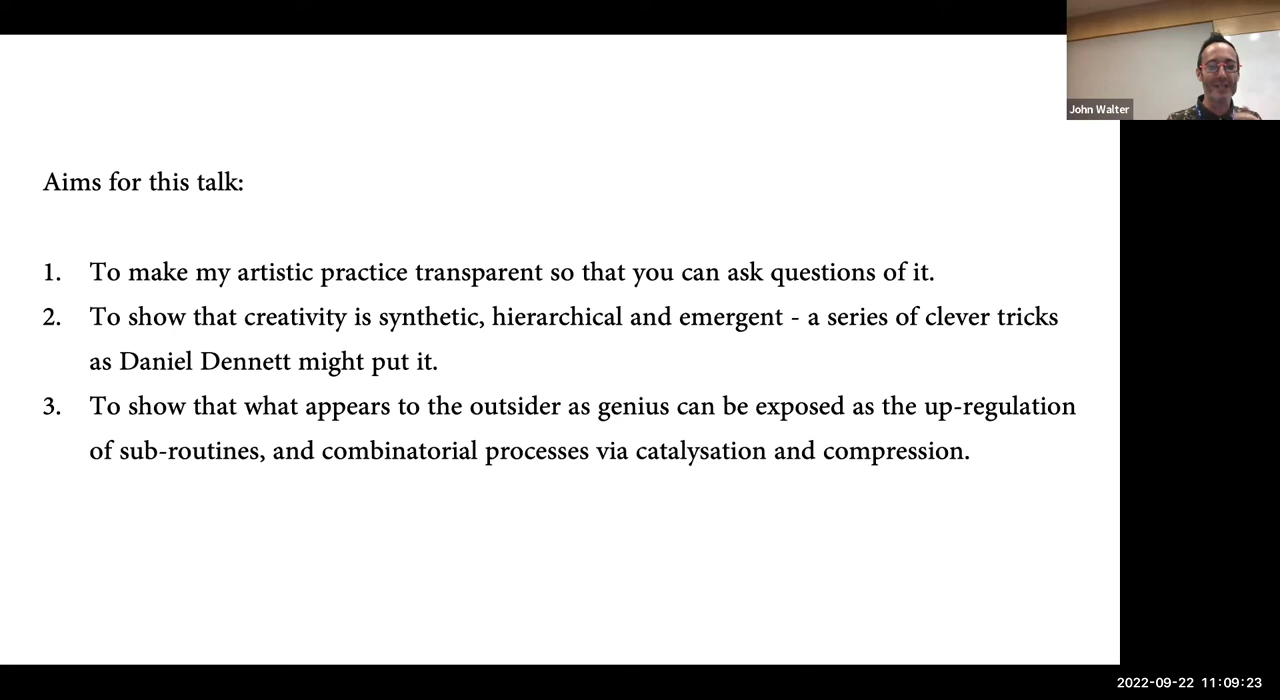 John Walter
Aims for this talk:
1. To make my artistic practice transparent so that you can ask questions of it.
2. To show that creativity is synthetic, hierarchical and emergent - a series of clever tricks
as Daniel Dennett might put it.
3. To show that what appears to the outsider as genius can be exposed as the up-regulation
of sub-routines, and combinatorial processes via catalysation and compression.
2022-09-22 11:09:23